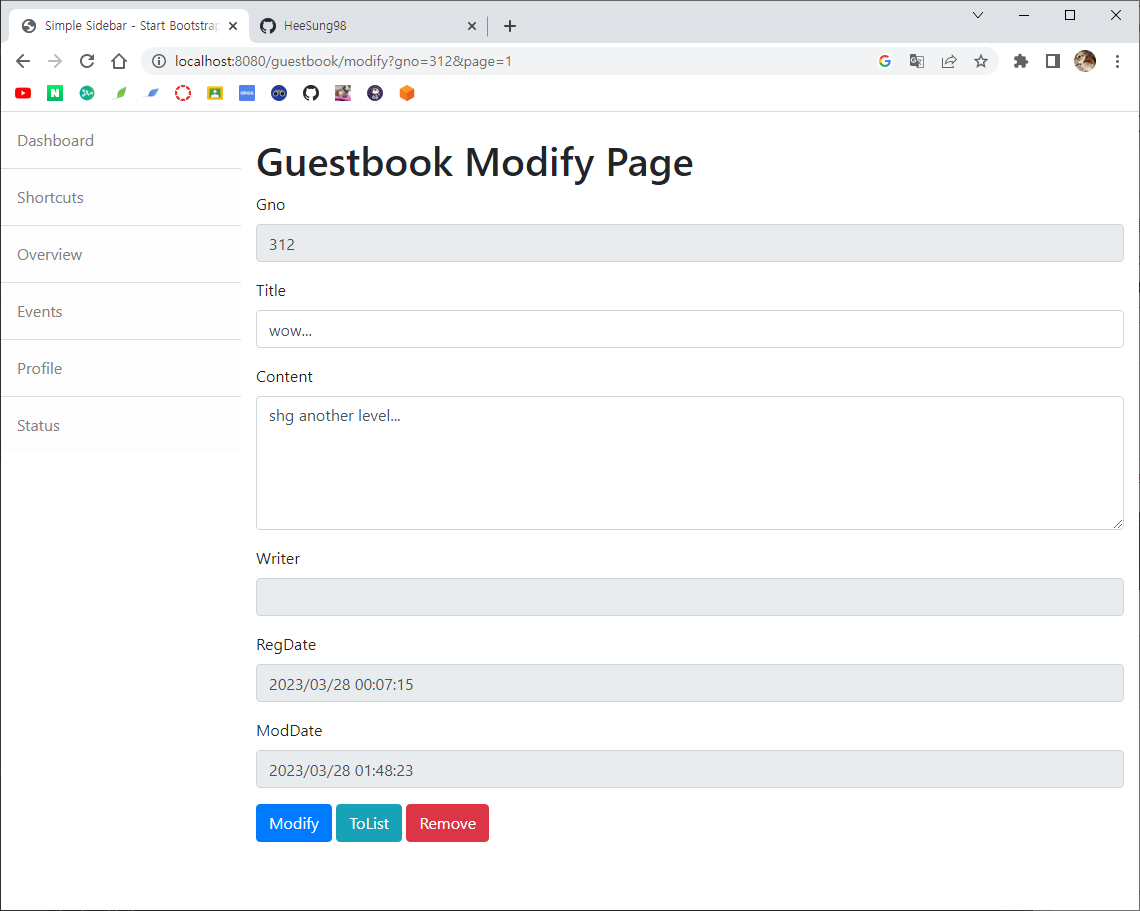 Simple Sidebar - Start Bootstrap
HeeSung98
localhost:8080/guestbook/modify?gno=312&page=1
Dashboard
Shortcuts
Overview
Events
Profile
Status
Guestbook Modify Page
Gno
312
Title
wow...
Content
shg another level...
Writer
RegDate
2023/03/28 00:07:15
ModDate
2023/03/28 01:48:23
Modify ToList Remove